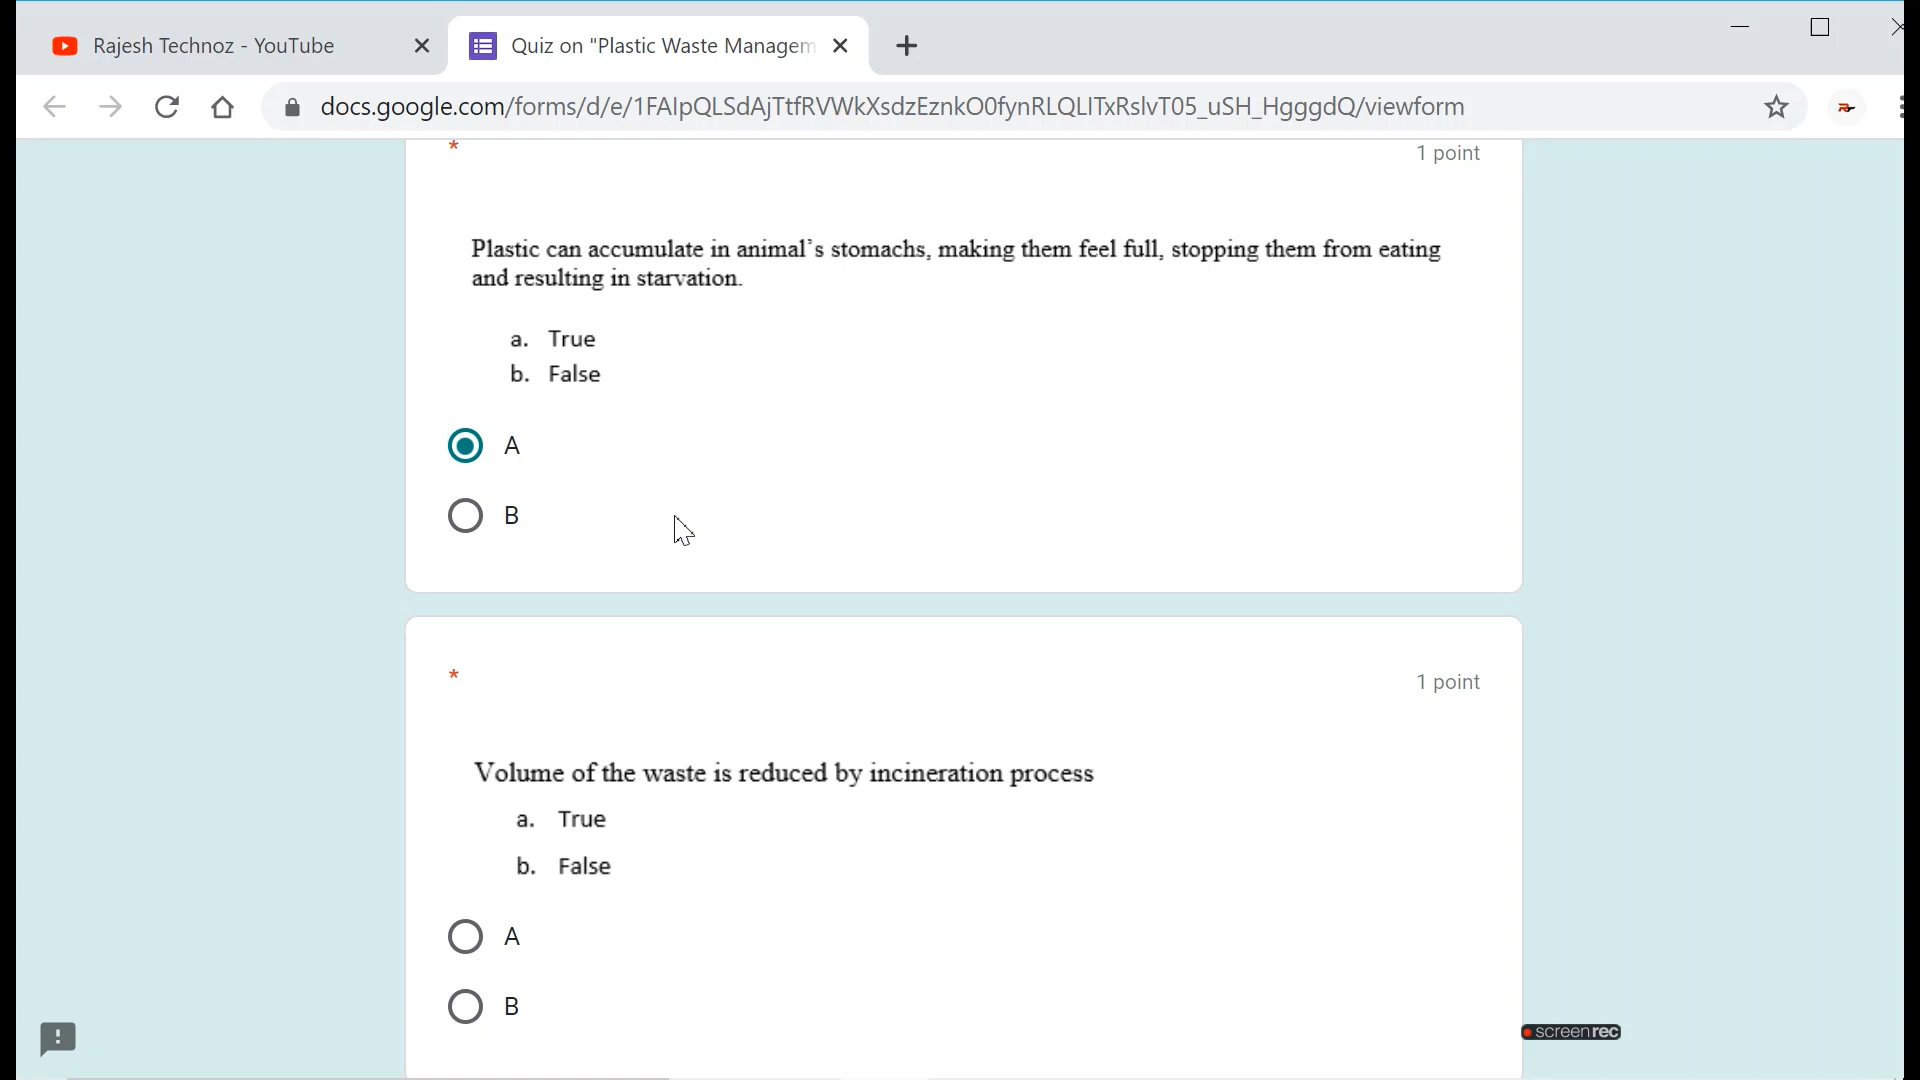 Rajesh Technoz - YouTube
Quiz on "Plastic Waste Managem
docs.google.com/forms/d/e/1FAIpQLSdAjTtfRVWkXsdzEznkO0fynRLQLITxRslvT05_uSH_HgggdQ/viewform
*
1 point
Plastic can accumulate in animal's stomachs, making them feel full, stopping them from eating
and resulting in starvation.
a. True
b. False
A
B
*
1 point
Volume of the waste is reduced by incineration process
a. True
b. False
A
B
screenrec